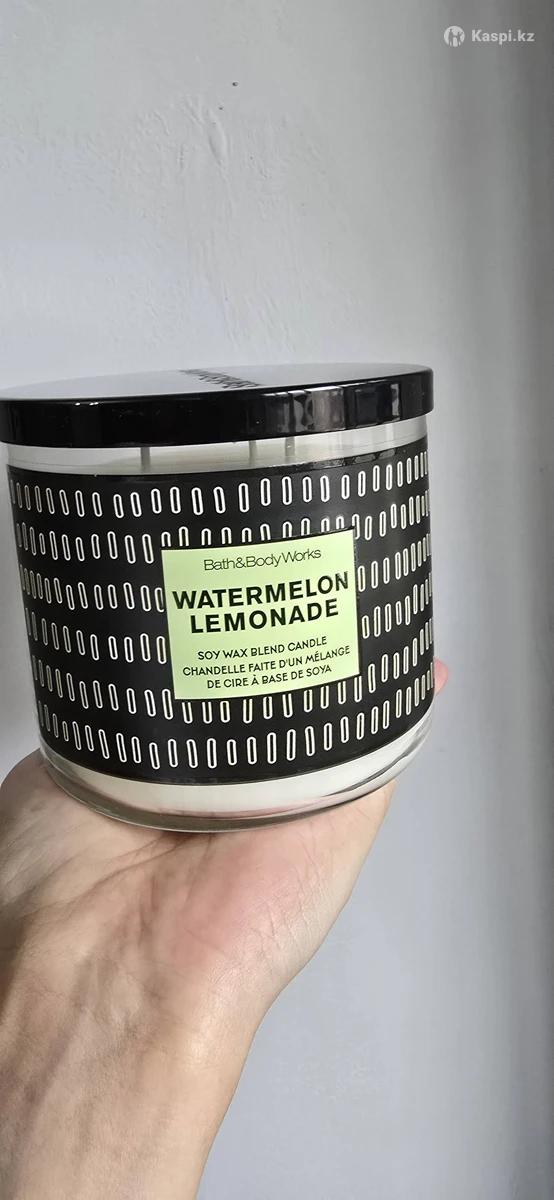 Kaspi.kz
Bath&BodyWorks
WATERMELON
LEMONADE
SOY WAX BLEND CANDLE
CHANDELLE FAITE D'UN MÉLANGE
DE CIRE À BASE DE SOYA